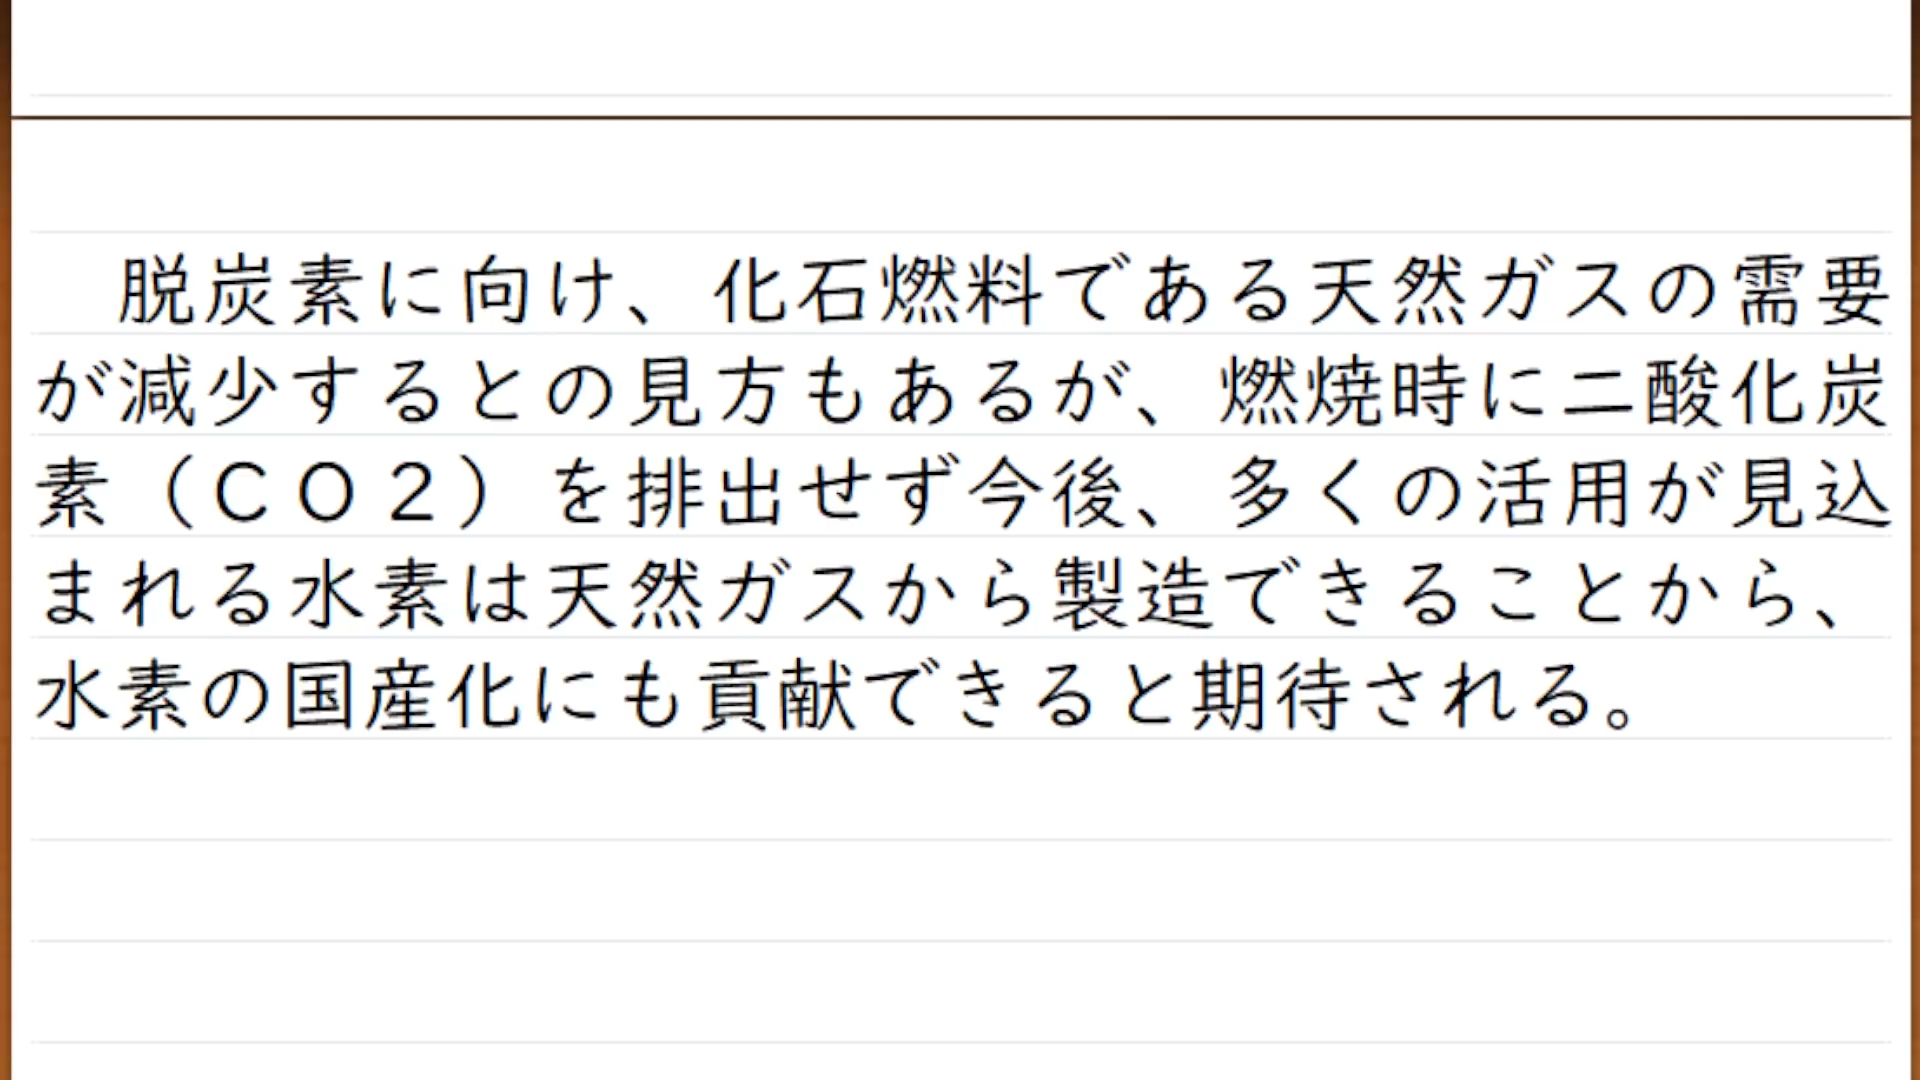 脱炭素に向け、化石燃料である天然ガスの需要
が減少するとの見方もあるが、燃焼時に二酸化炭
素（ＣＯ２）を排出せず今後、多くの活用が見込
まれる水素は天然ガスから製造できることから、
水素の国産化にも貢献できると期待される。